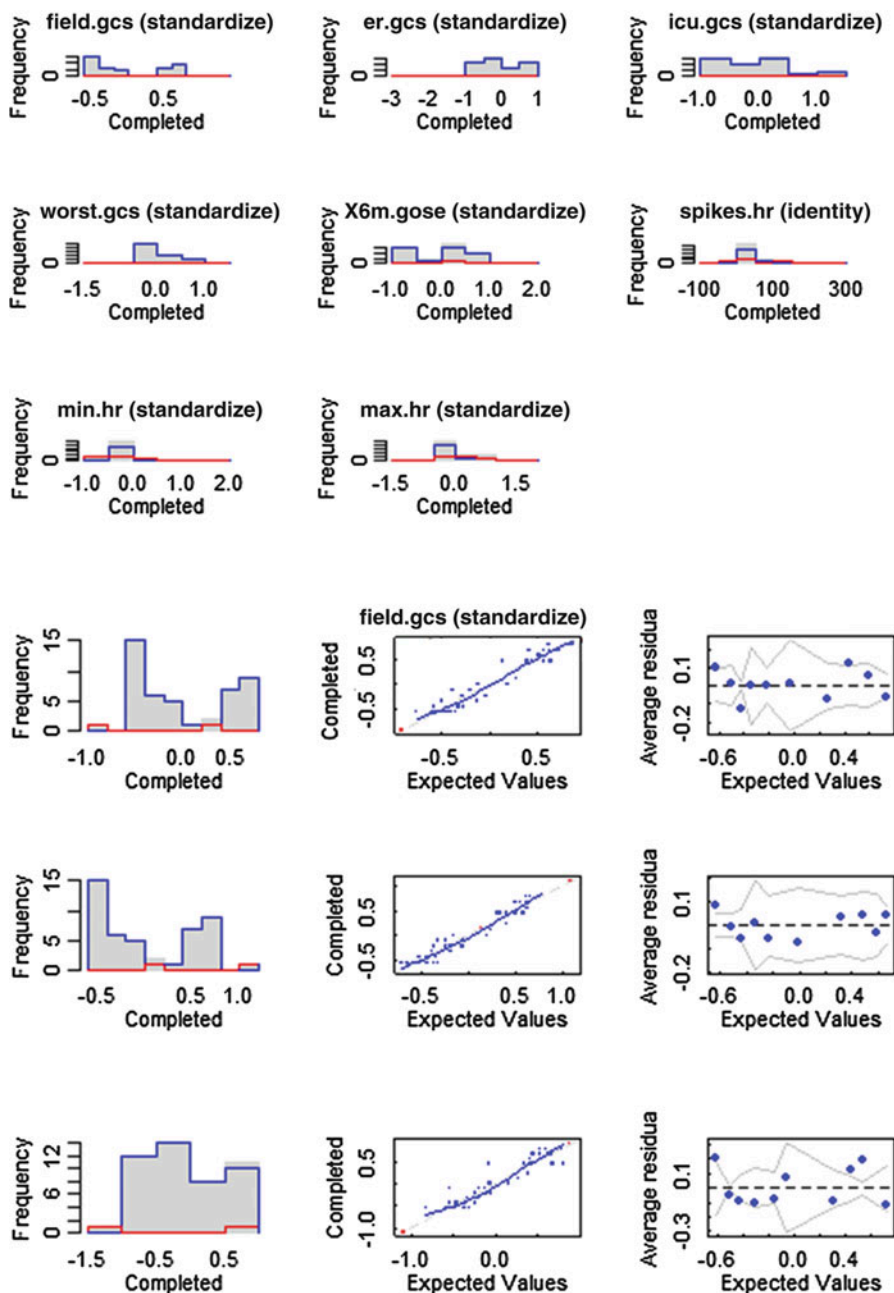 field.gcs (standardize) er.gcs (standardize) icu.gcs (standardize)
Frequency 0 Frequency 0 Frequency 0
-0.5 0.5 -3 -2 -1 0 1 -1.0 0.0 1.0
Completed Completed Completed
worst.gcs (standardize) X6m.gose (standardize) spikes.hr (identity)
Frequency 0 Frequency 0 Frequency 0
-1.5 0.0 1.0 -1.0 0.0 1.0 2.0 -100 100 300
Completed Completed Completed
min.hr (standardize) max.hr (standardize)
Frequency 0 Frequency 0
-1.0 0.0 1.0 2.0 -1.5 0.0 1.5
Completed Completed
field.gcs (standardize)
Frequency 0 5 15 Completed -0.5 0.5 Average residua -0.2 0.1
-1.0 0.0 0.5 -0.5 0.5 -0.6 0.0 0.4
Completed Expected Values Expected Values
Frequency 0 5 15 Completed -0.5 0.5 Average residua -0.2 0.1
-0.5 0.5 1.0 -0.5 0.5 1.0 -0.6 0.0 0.4
Completed Expected Values Expected Values
Frequency 0 6 12 Completed -1.0 0.5 Average residua -0.3 0.1
-1.5 -0.5 0.5 -1.0 0.0 -0.6 0.0 0.4
Completed Expected Values Expected Values